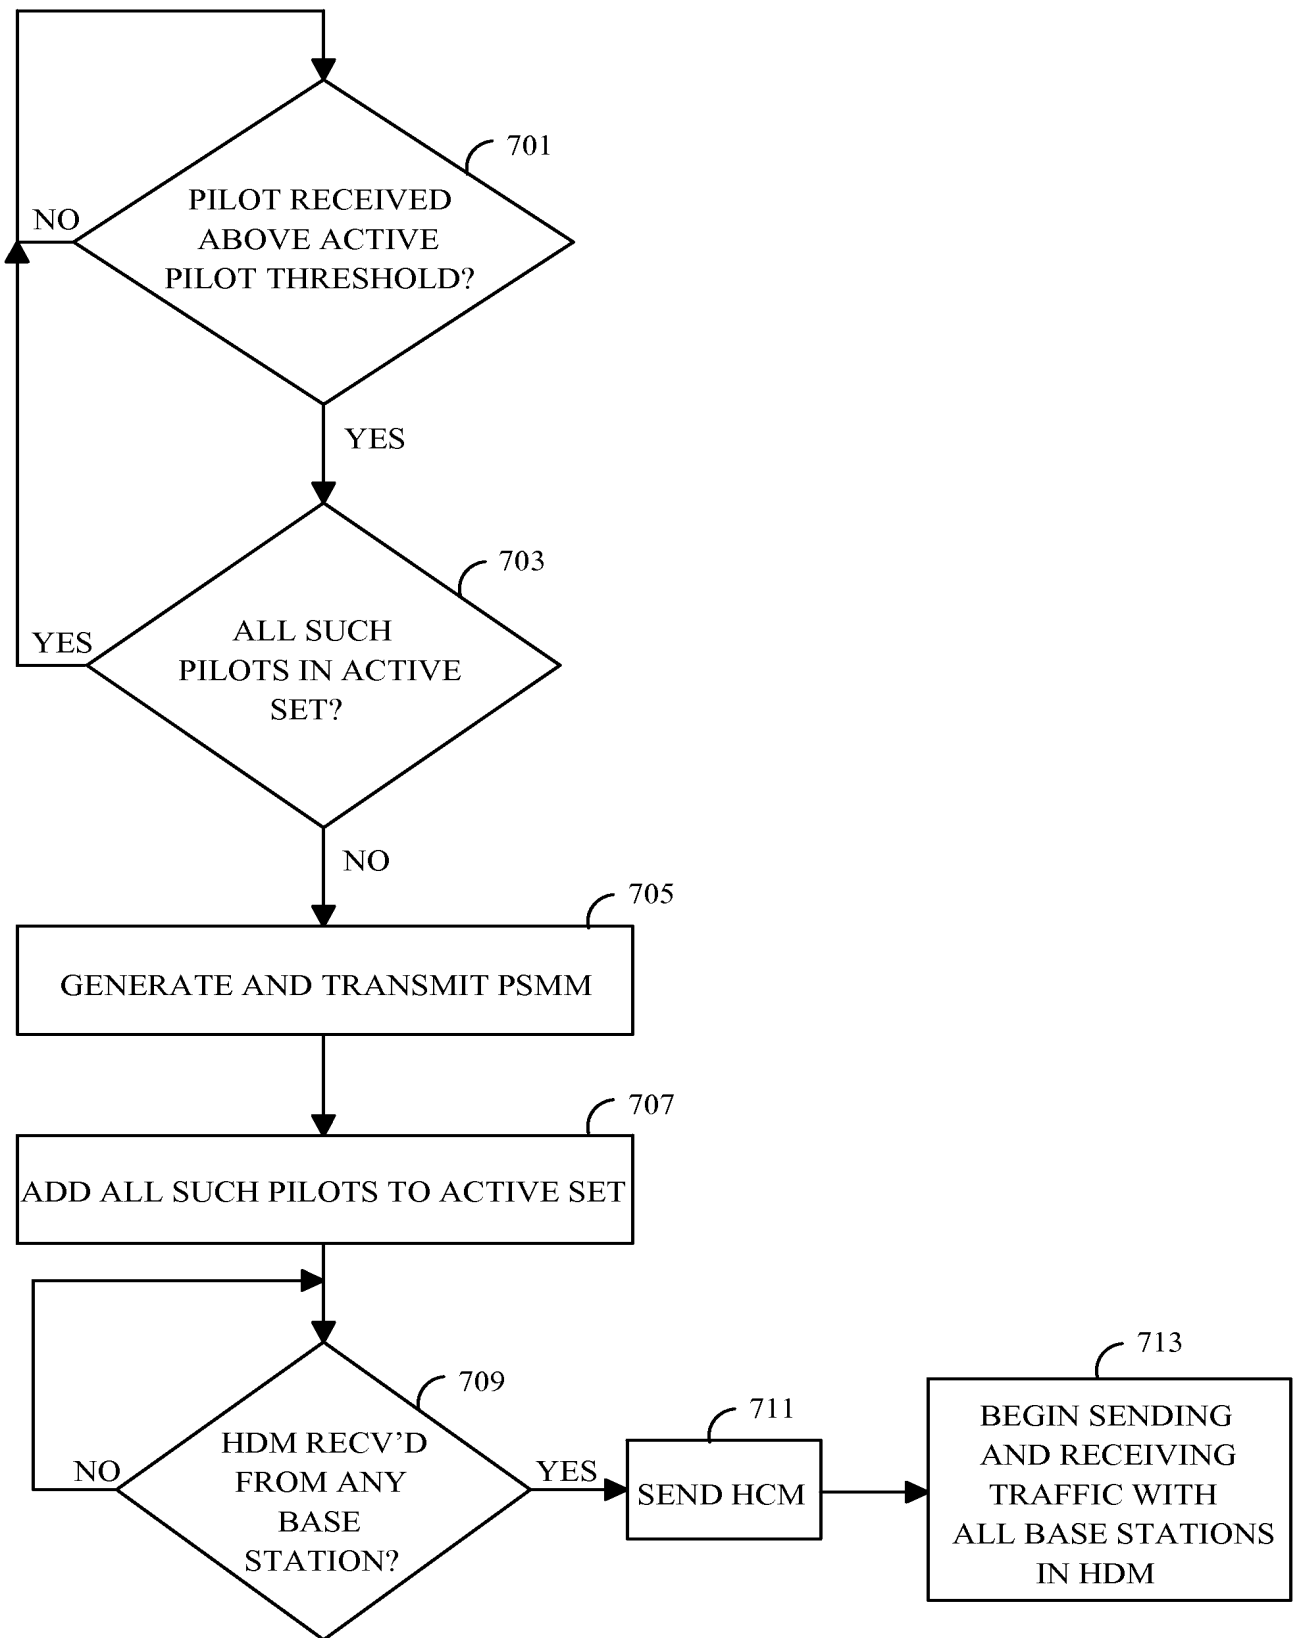 701
PILOT RECEIVED
ABOVE ACTIVE
PILOT THRESHOLD?
NO
YES
703
ALL SUCH
PILOTS IN ACTIVE
SET?
YES
NO
705
GENERATE AND TRANSMIT PSMM
707
ADD ALL SUCH PILOTS TO ACTIVE SET
709
HDM RECV'D
FROM ANY
BASE
STATION?
NO
YES
711
SEND HCM
713
BEGIN SENDING
AND RECEIVING
TRAFFIC WITH
ALL BASE STATIONS
IN HDM